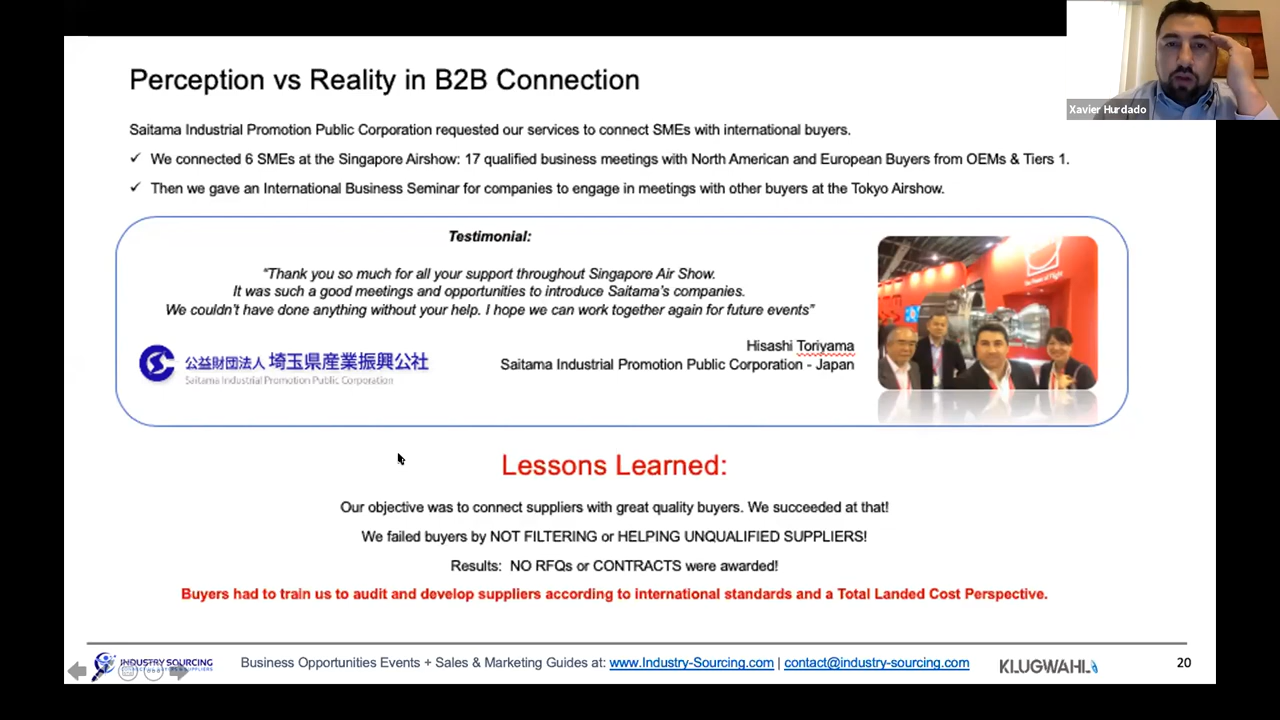 Xavier Hurdado
Perception vs Reality in B2B Connection
Saitama Industrial Promotion Public Corporation requested our services to connect SMEs with international buyers.
✓ We connected 6 SMEs at the Singapore Airshow: 17 qualified business meetings with North American and European Buyers from OEMs & Tiers 1.
✓ Then we gave an International Business Seminar for companies to engage in meetings with other buyers at the Tokyo Airshow.
Testimonial:
“Thank you so much for all your support throughout Singapore Air Show.
It was such a good meetings and opportunities to introduce Saitama’s companies.
We couldn’t have done anything without your help. I hope we can work together again for future events”
公益財団法人 埼玉県産業振興公社
Saitama Industrial Promotion Public Corporation
Hisashi Toriyama
Saitama Industrial Promotion Public Corporation - Japan
Lessons Learned:
Our objective was to connect suppliers with great quality buyers. We succeeded at that!
We failed buyers by NOT FILTERING or HELPING UNQUALIFIED SUPPLIERS!
Results: NO RFQs or CONTRACTS were awarded!
Buyers had to train us to audit and develop suppliers according to international standards and a Total Landed Cost Perspective.
INDUSTRY SOURCING
Business Opportunities Events + Sales & Marketing Guides at: www.Industry-Sourcing.com | contact@industry-sourcing.com
KLUGWAHL
20